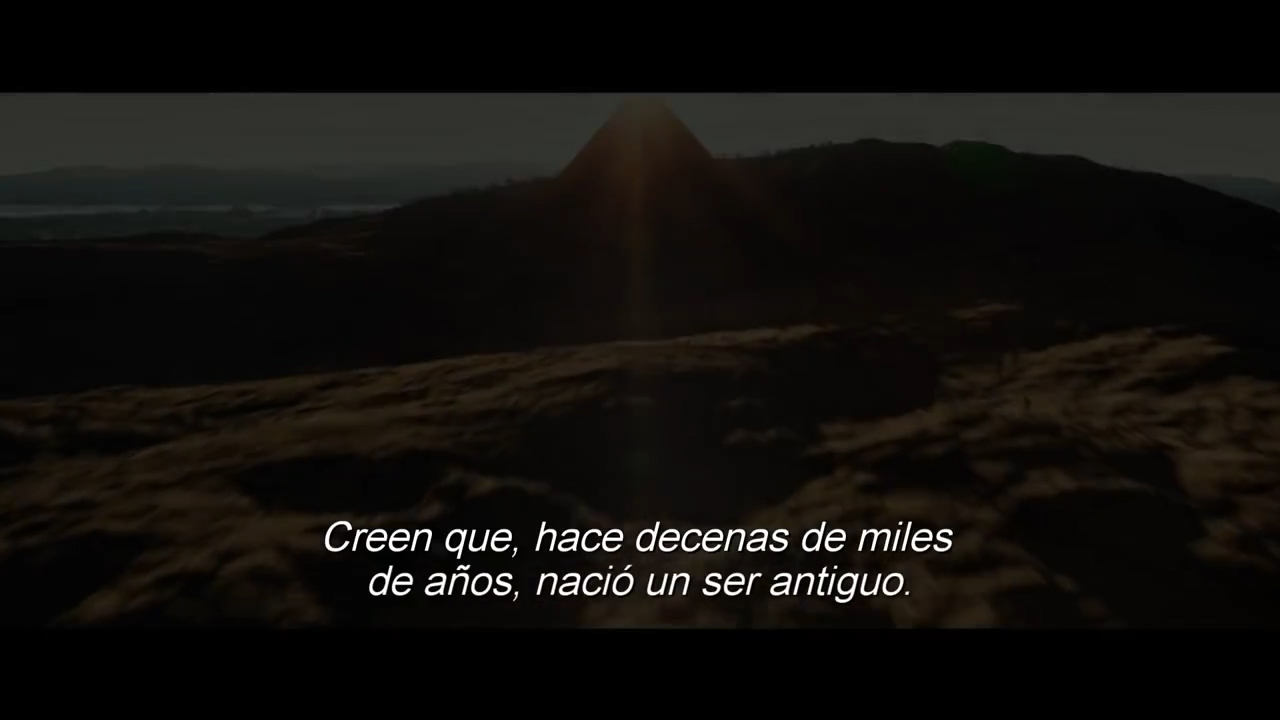 Creen que, hace decenas de miles
de años, nació un ser antiguo.